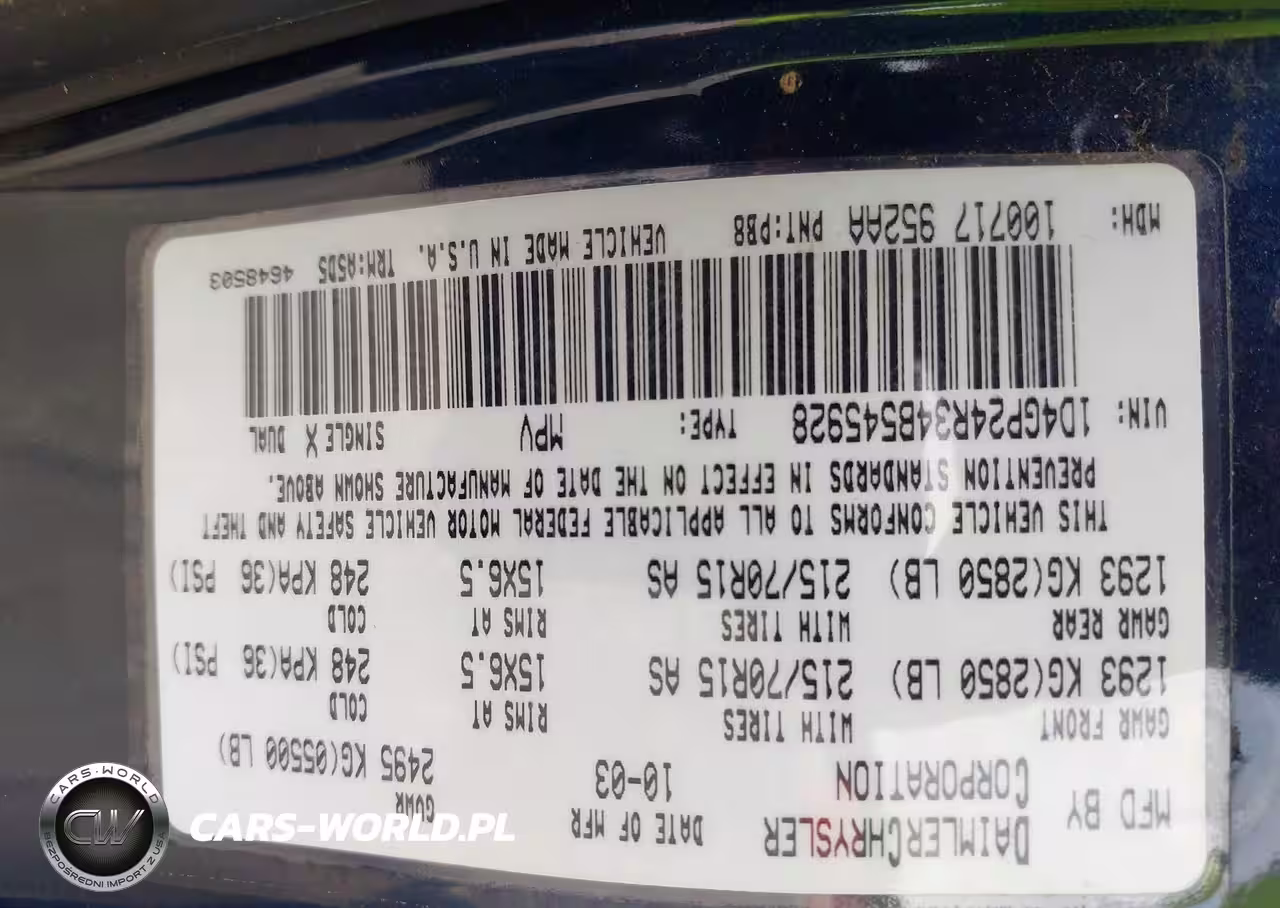 MFD BY DAIMLERCHRYSLER CORPORATION DATE OF MFR 10-03 GVWR 2495 KG(05500 LB)
GAWR FRONT WITH TIRES RIMS AT COLD
1293 KG(2850 LB) 215/70R15 AS 15X6.5 248 KPA(36 PSI)
GAWR REAR WITH TIRES RIMS AT COLD
1293 KG(2850 LB) 215/70R15 AS 15X6.5 248 KPA(36 PSI)
THIS VEHICLE CONFORMS TO ALL APPLICABLE FEDERAL MOTOR VEHICLE SAFETY AND THEFT
PREVENTION STANDARDS IN EFFECT ON THE DATE OF MANUFACTURE SHOWN ABOVE.
VIN: 1D4GP24R34B545928 TYPE: MPV SINGLE X DUAL
MDH: 100717 952AA PNT:PB8 VEHICLE MADE IN U.S.A. TRM:A5D5 4648503
CARS-WORLD
CW
BEZPOŚREDNI IMPORT Z USA
CARS-WORLD.PL